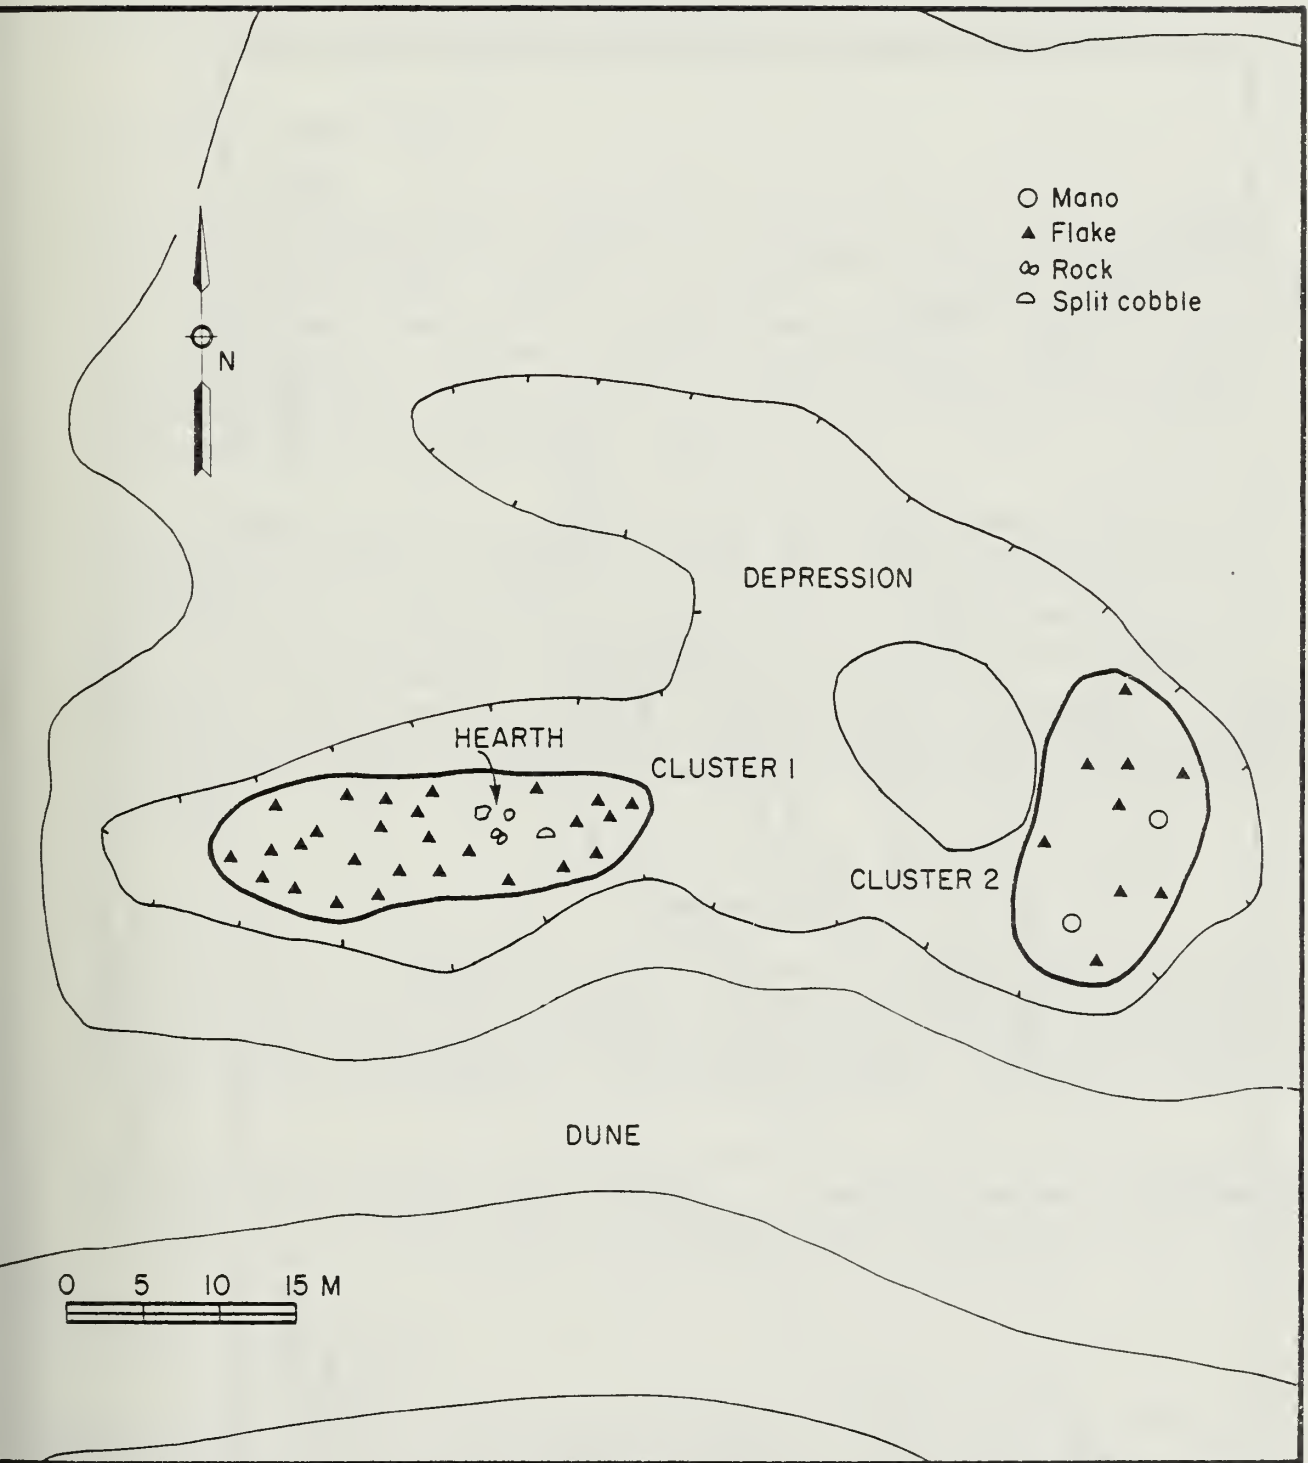 Mano
Flake
Rock
Split cobble
N
DEPRESSION
HEARTH
CLUSTER 1
CLUSTER 2
DUNE
0 5 10 15 M